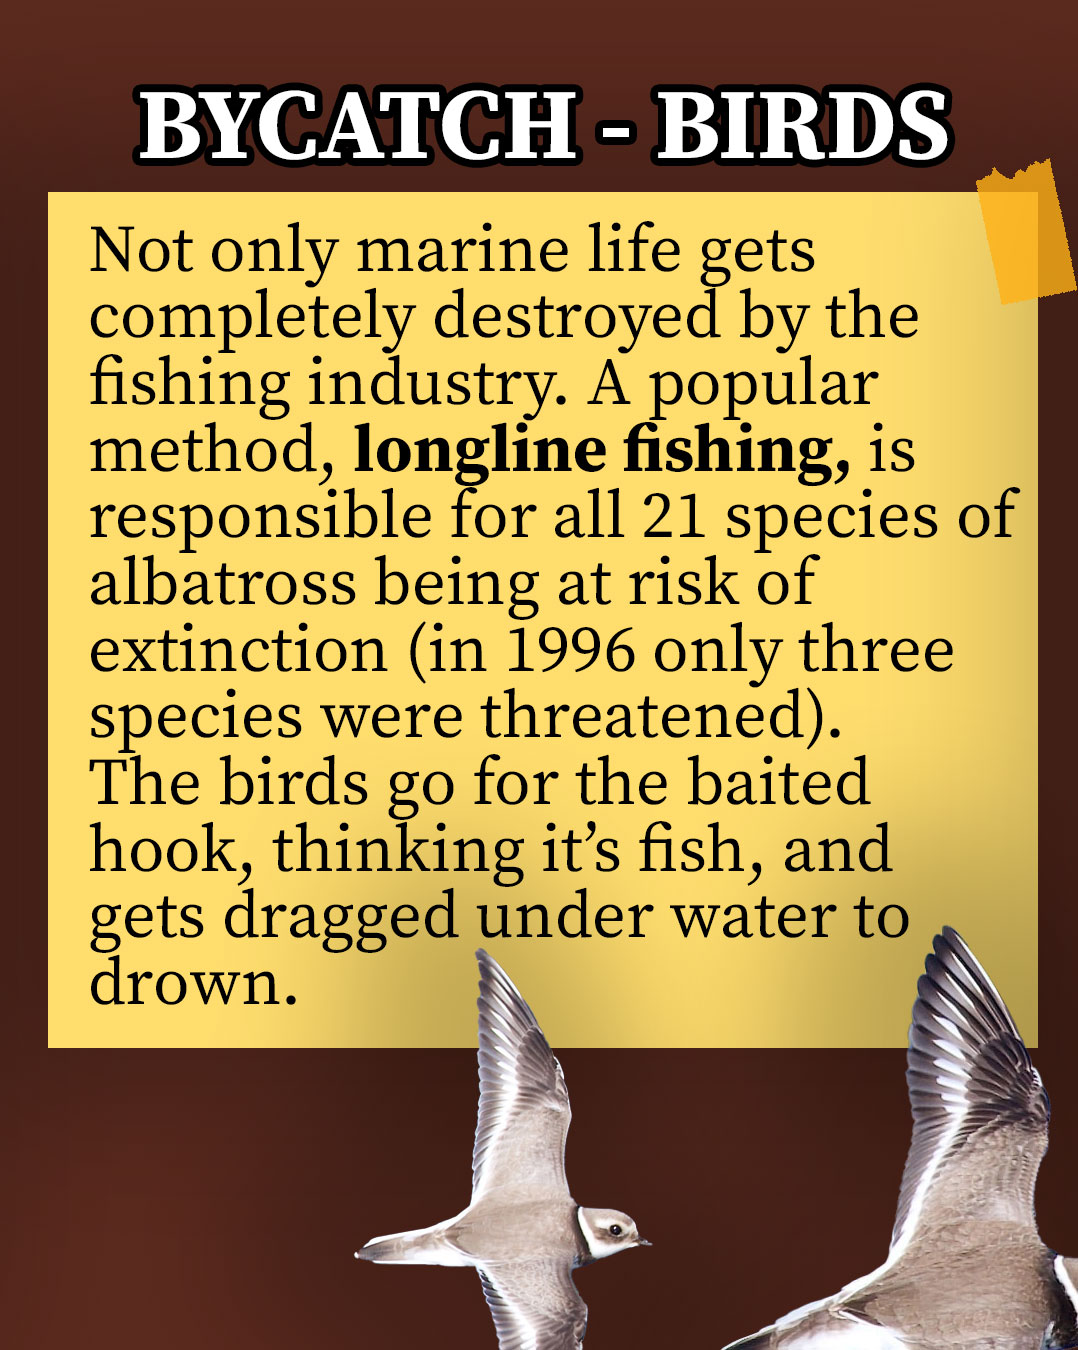 BYCATCH - BIRDS
Not only marine life gets
completely destroyed by the
fishing industry. A popular
method, longline fishing, is
responsible for all 21 species of
albatross being at risk of
extinction (in 1996 only three
species were threatened).
The birds go for the baited
hook, thinking it’s fish, and
gets dragged under water to
drown.